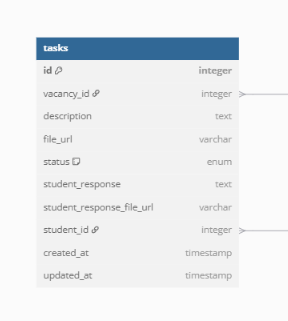 tasks
id integer
vacancy_id integer
description text
file_url varchar
status enum
student_response text
student_response_file_url varchar
student_id integer
created_at timestamp
updated_at timestamp